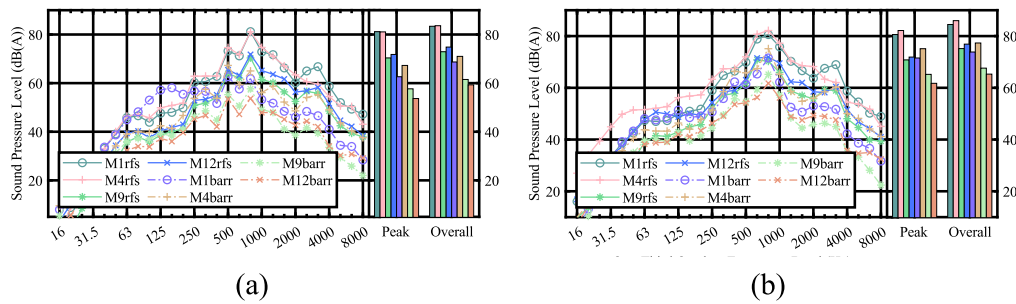 80
60
40
20
Sound Pressure Level (dB(A))
M1rfs
M4rfs
M9rfs
M12rfs
M1barr
M4barr
M9barr
M12barr
16
31.5
63
125
250
500
1000
2000
4000
8000
80
60
40
20
Peak
Overall
(a)
80
60
40
20
Sound Pressure Level (dB(A))
M1rfs
M4rfs
M9rfs
M12rfs
M1barr
M4barr
M9barr
M12barr
16
31.5
63
125
250
500
1000
2000
4000
8000
80
60
40
20
Peak
Overall
(b)